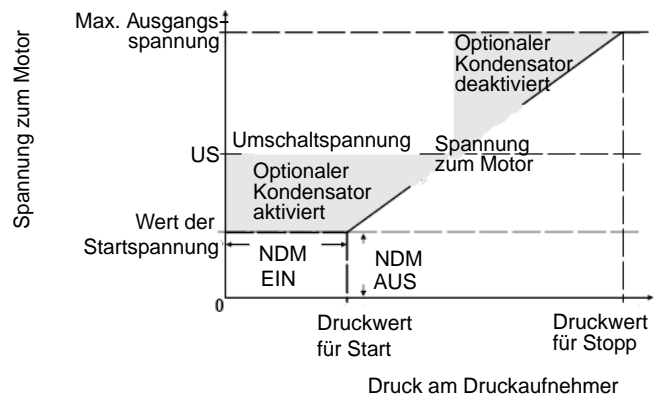 Max. Ausgangs
spannung
Optionaler
Kondensator
deaktiviert
Spannung zum Motor
Umschaltspannung
Spannung
zum Motor
US
Optionaler
Kondensator
aktiviert
Wert der
Startspannung
NDM
EIN
NDM
AUS
0
Druckwert
für Start
Druckwert
für Stopp
Druck am Druckaufnehmer